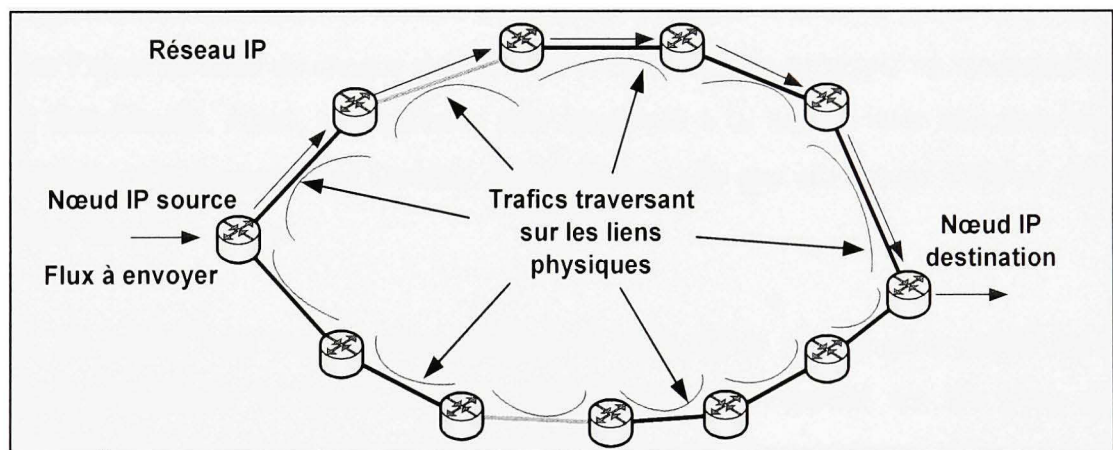 Réseau IP
Nœud IP source
Flux à envoyer
Trafics traversant
sur les liens
physiques
Nœud IP
destination